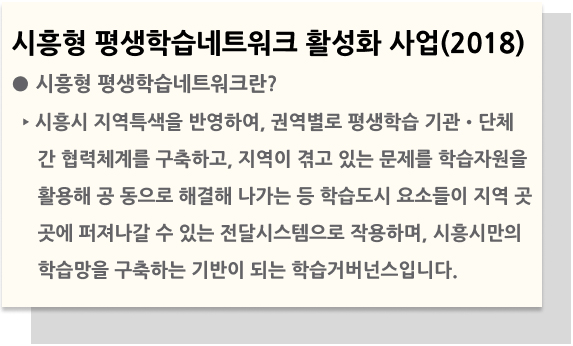 시흥형 평생학습네트워크 활성화 사업(2018)
● 시흥형 평생학습네트워크란?
▸ 시흥시 지역특색을 반영하여, 권역별로 평생학습 기관・단체
간 협력체계를 구축하고, 지역이 겪고 있는 문제를 학습자원을
활용해 공 동으로 해결해 나가는 등 학습도시 요소들이 지역 곳
곳에 퍼져나갈 수 있는 전달시스템으로 작용하며, 시흥시만의
학습망을 구축하는 기반이 되는 학습거버넌스입니다.